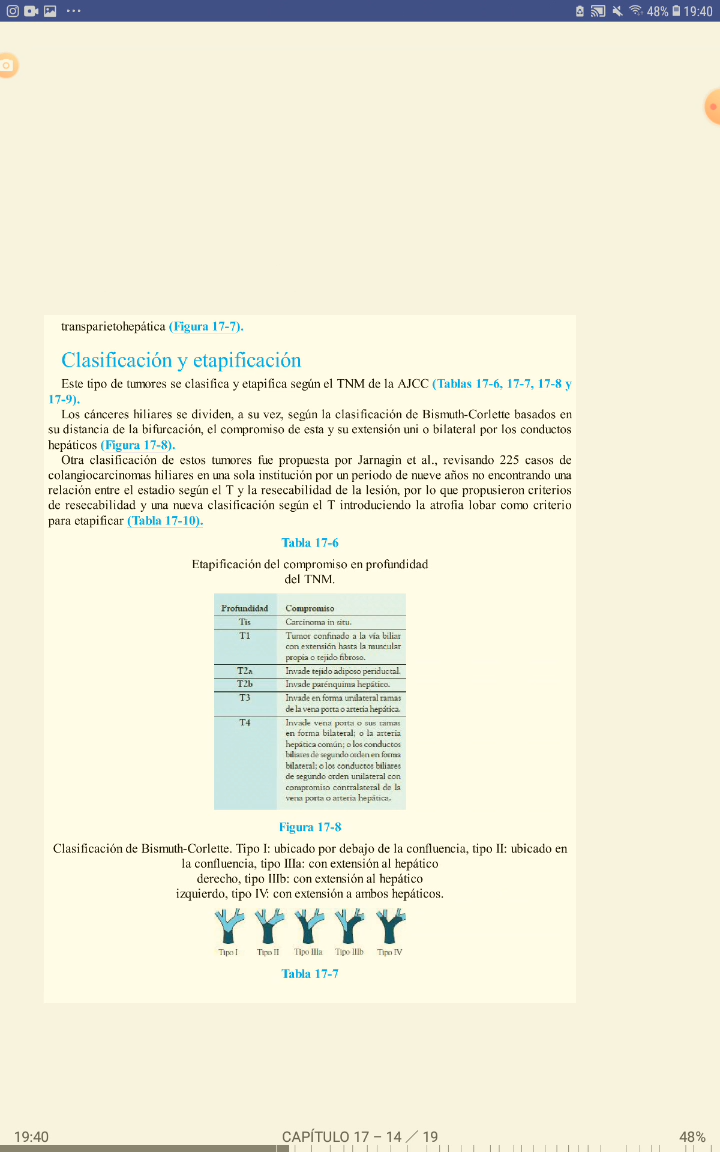 48% 19:40
transparietohepática (Figura 17-7).
Clasificación y etapificación
Este tipo de tumores se clasifica y etapifica según el TNM de la AJCC (Tablas 17-6, 17-7, 17-8 y
17-9).
Los cánceres hiliares se dividen, a su vez, según la clasificación de Bismuth-Corlette basados en
su distancia de la bifurcación, el compromiso de esta y su extensión uni o bilateral por los conductos
hepáticos (Figura 17-8).
Otra clasificación de estos tumores fue propuesta por Jarnagin et al., revisando 225 casos de
colangiocarcinomas hiliares en una sola institución por un periodo de nueve años no encontrando una
relación entre el estadio según el T y la resecabilidad de la lesión, por lo que propusieron criterios
de resecabilidad y una nueva clasificación según el T introduciendo la atrofia lobar como criterio
para etapificar (Tabla 17-10).
Tabla 17-6
Etapificación del compromiso en profundidad
del TNM.
Profundidad Compromiso
Tis Carcinoma in situ.
T1 Tumor confinado a la vía biliar
con extensión hasta la muscular
propia o tejido fibroso.
T2a Invade tejido adiposo periductal.
T2b Invade parénquima hepático.
T3 Invade en forma unilateral ramas
de la vena porta o arteria hepática.
T4 Invade vena porta o sus ramas
en forma bilateral; o la arteria
hepática común; o los conductos
biliares de segundo orden en forma
bilateral; o los conductos biliares
de segundo orden unilateral con
compromiso contralateral de la
vena porta o arteria hepática.
Figura 17-8
Clasificación de Bismuth-Corlette. Tipo I: ubicado por debajo de la confluencia, tipo II: ubicado en
la confluencia, tipo IIIa: con extensión al hepático
derecho, tipo IIIb: con extensión al hepático
izquierdo, tipo IV: con extensión a ambos hepáticos.
Tipo I Tipo II Tipo IIIa Tipo IIIb Tipo IV
Tabla 17-7
19:40 CAPÍTULO 17 – 14 ∕ 19 48%